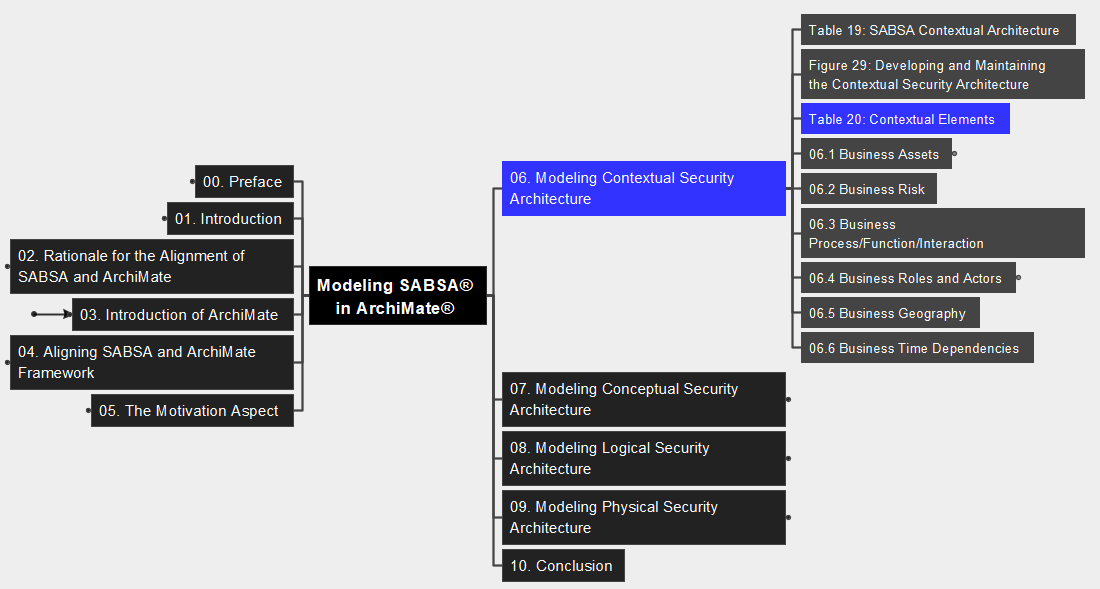 Modeling SABSA®
in ArchiMate®
00. Preface
01. Introduction
02. Rationale for the Alignment of
SABSA and ArchiMate
03. Introduction of ArchiMate
04. Aligning SABSA and ArchiMate
Framework
05. The Motivation Aspect
06. Modeling Contextual Security
Architecture
Table 19: SABSA Contextual Architecture
Figure 29: Developing and Maintaining
the Contextual Security Architecture
Table 20: Contextual Elements
06.1 Business Assets
06.2 Business Risk
06.3 Business
Process/Function/Interaction
06.4 Business Roles and Actors
06.5 Business Geography
06.6 Business Time Dependencies
07. Modeling Conceptual Security
Architecture
08. Modeling Logical Security
Architecture
09. Modeling Physical Security
Architecture
10. Conclusion